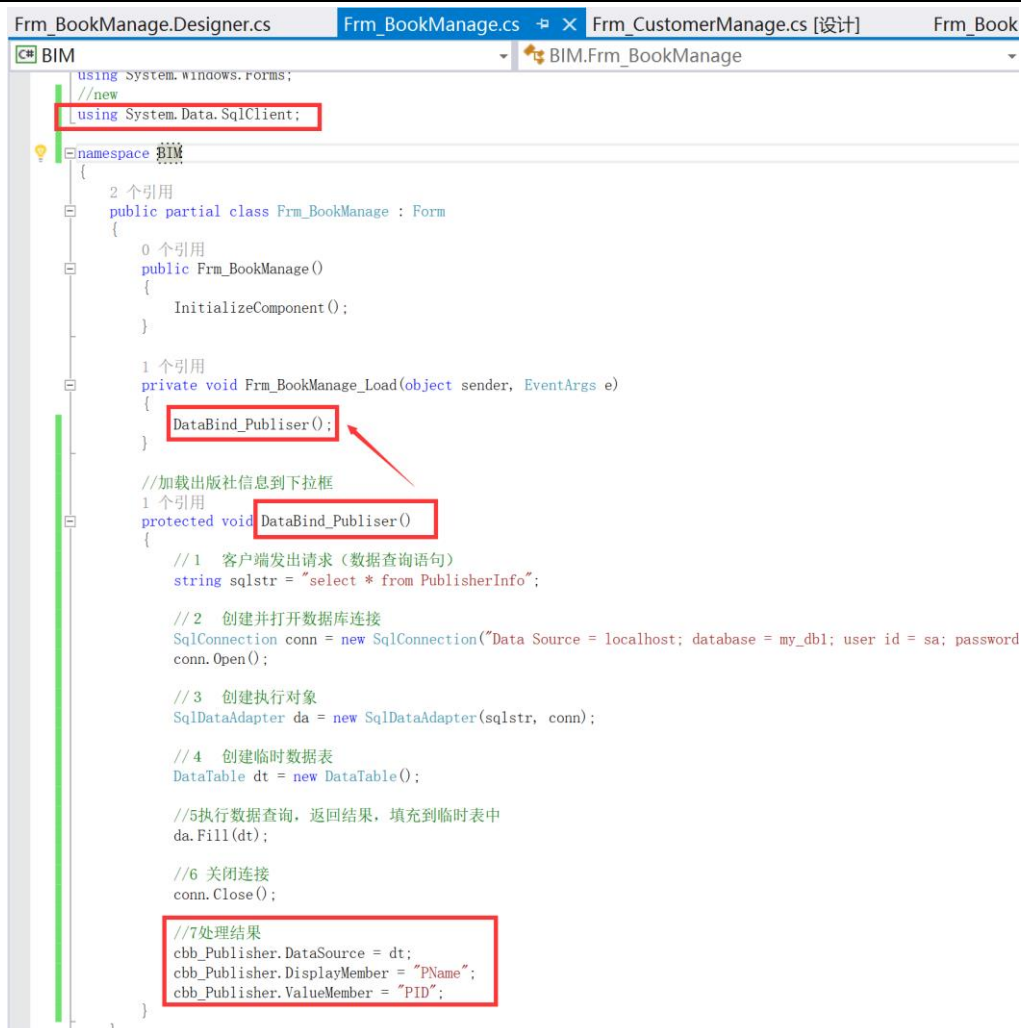 Frm_BookManage.Designer.cs Frm_BookManage.cs Frm_CustomerManage.cs [设计] Frm_Book
C# BIM BIM.Frm_BookManage
using System.Windows.Forms;
//new
using System.Data.SqlClient;
namespace BIM
{
2 个引用
public partial class Frm_BookManage : Form
{
0 个引用
public Frm_BookManage()
{
InitializeComponent();
}
1 个引用
private void Frm_BookManage_Load(object sender, EventArgs e)
{
DataBind_Publiser();
}
//加载出版社信息到下拉框
1 个引用
protected void DataBind_Publiser()
{
//1 客户端发出请求（数据查询语句）
string sqlstr = "select * from PublisherInfo";
//2 创建并打开数据库连接
SqlConnection conn = new SqlConnection("Data Source = localhost; database = my_db1; user id = sa; password
conn.Open();
//3 创建执行对象
SqlDataAdapter da = new SqlDataAdapter(sqlstr, conn);
//4 创建临时数据表
DataTable dt = new DataTable();
//5执行数据查询，返回结果，填充到临时表中
da.Fill(dt);
//6 关闭连接
conn.Close();
//7处理结果
cbb_Publisher.DataSource = dt;
cbb_Publisher.DisplayMember = "PName";
cbb_Publisher.ValueMember = "PID";
}
}